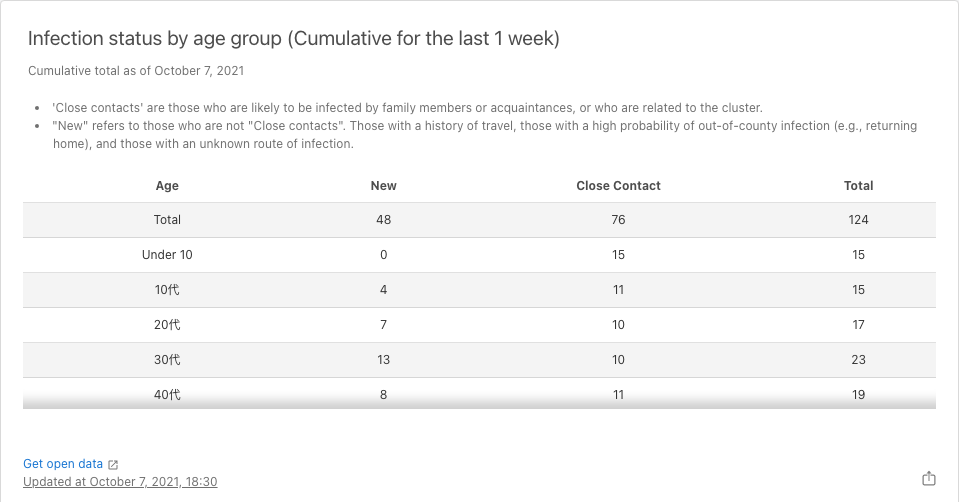 Infection status by age group (Cumulative for the last 1 week)
Cumulative total as of October 7, 2021
'Close contacts' are those who are likely to be infected by family members or acquaintances, or who are related to the cluster.
"New" refers to those who are not "Close contacts". Those with a history of travel, those with a high probability of out-of-county infection (e.g., returning
home), and those with an unknown route of infection.
Age New Close Contact Total
Total 48 76 124
Under 10 0 15 15
10代 4 11 15
20代 7 10 17
30代 13 10 23
40代 8 11 19
Get open data
Updated at October 7, 2021, 18:30